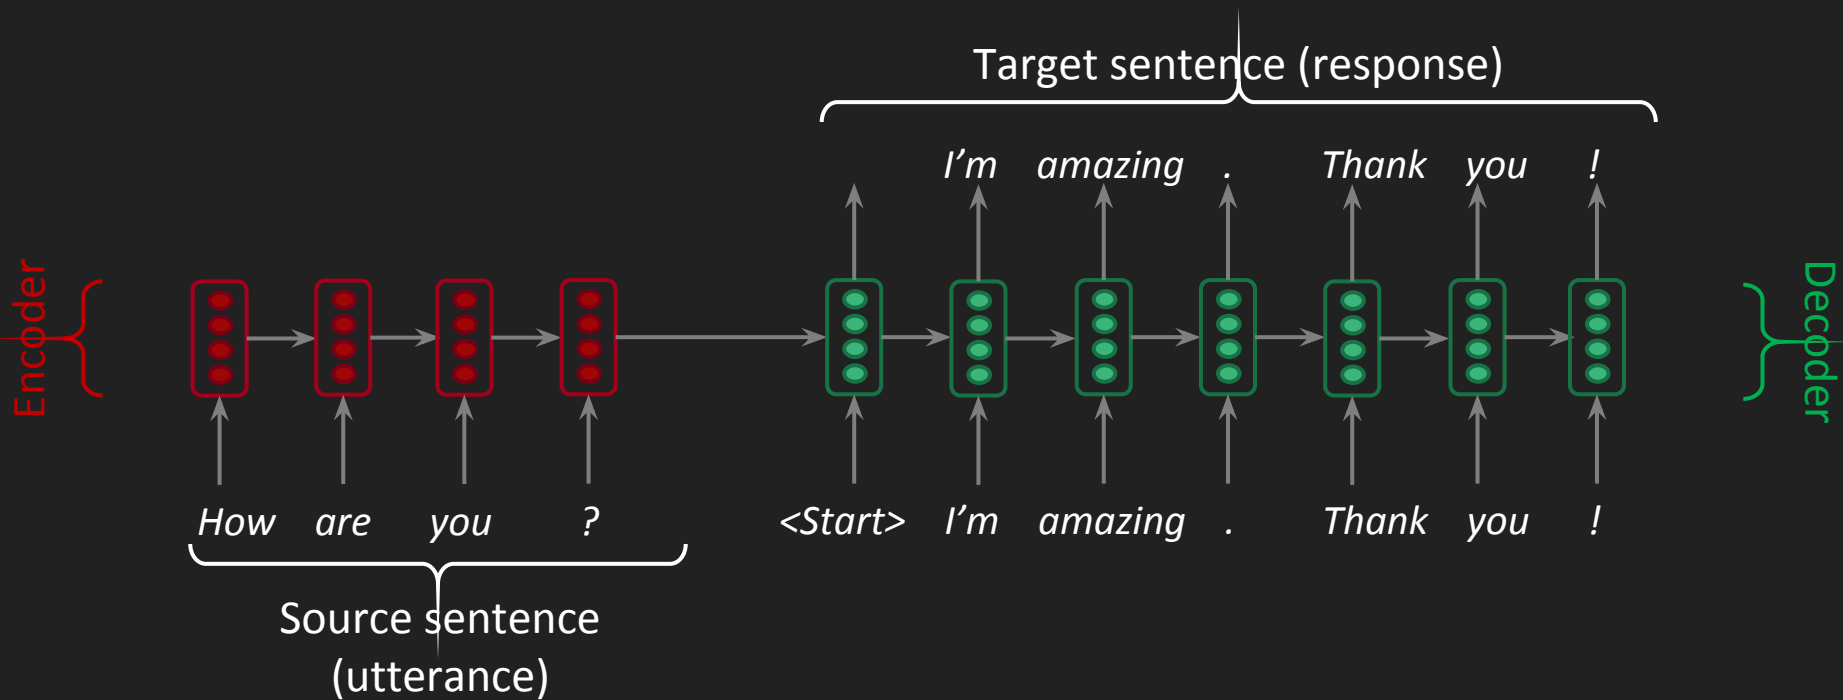 Target sentence (response)
I’m amazing . Thank you !
Encoder
Decoder
How are you ? <Start> I’m amazing . Thank you !
Source sentence
(utterance)